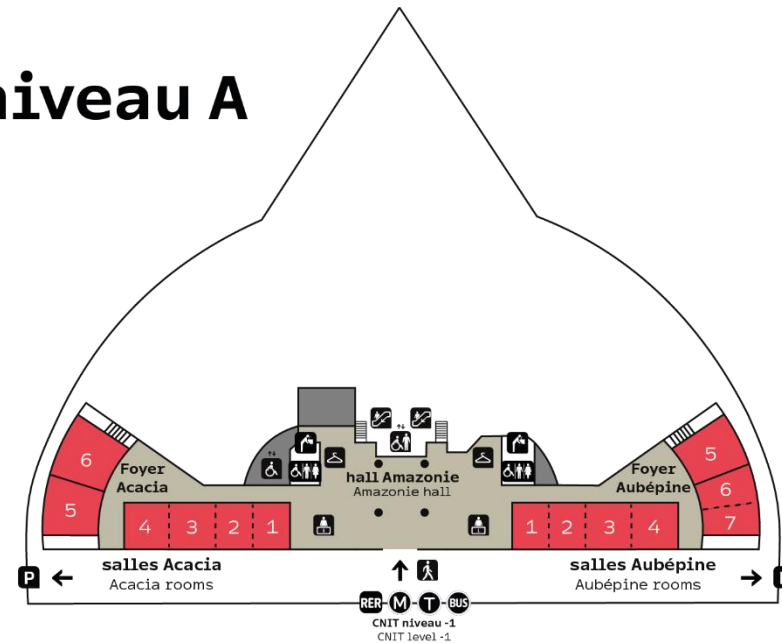 niveau A
6
5
Foyer
Acacia
4 3 2 1
hall Amazonie
Amazonie hall
Foyer
Aubépine
5
6
7
1 2 3 4
salles Acacia
Acacia rooms
salles Aubépine
Aubépine rooms
P
RER M T BUS
CNIT niveau -1
CNIT level -1